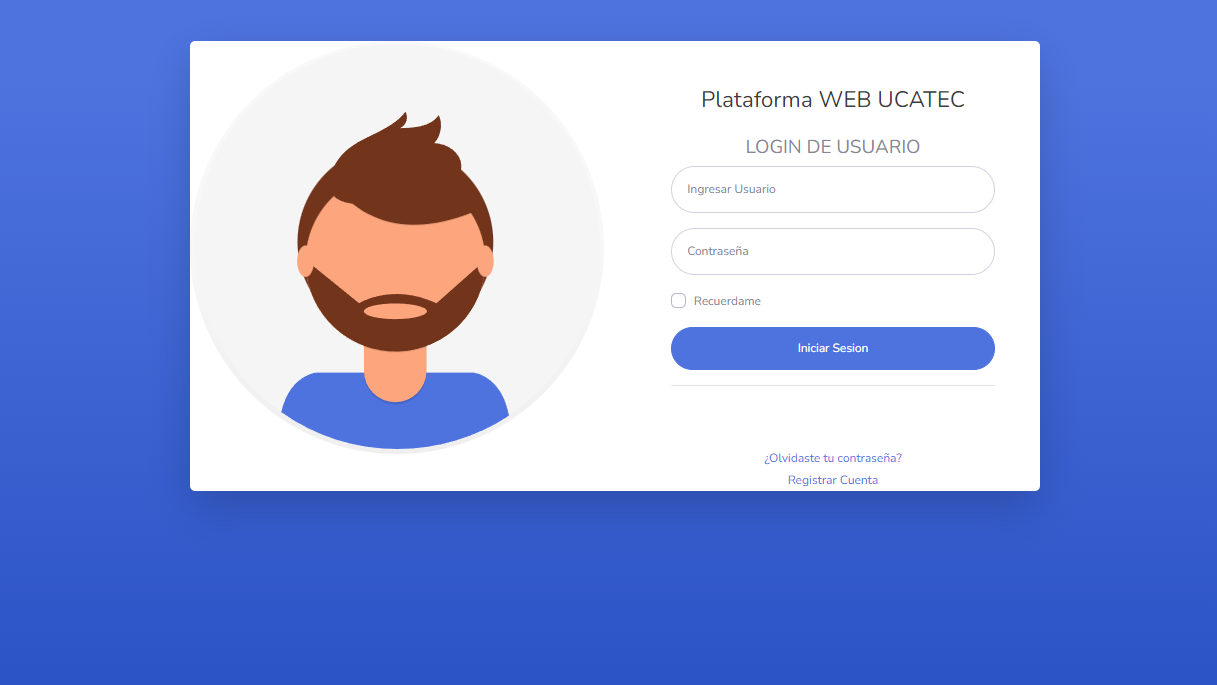 Plataforma WEB UCATEC
LOGIN DE USUARIO
Ingresar Usuario
Contraseña
Recuerdame
Iniciar Sesion
¿Olvidaste tu contraseña?
Registrar Cuenta